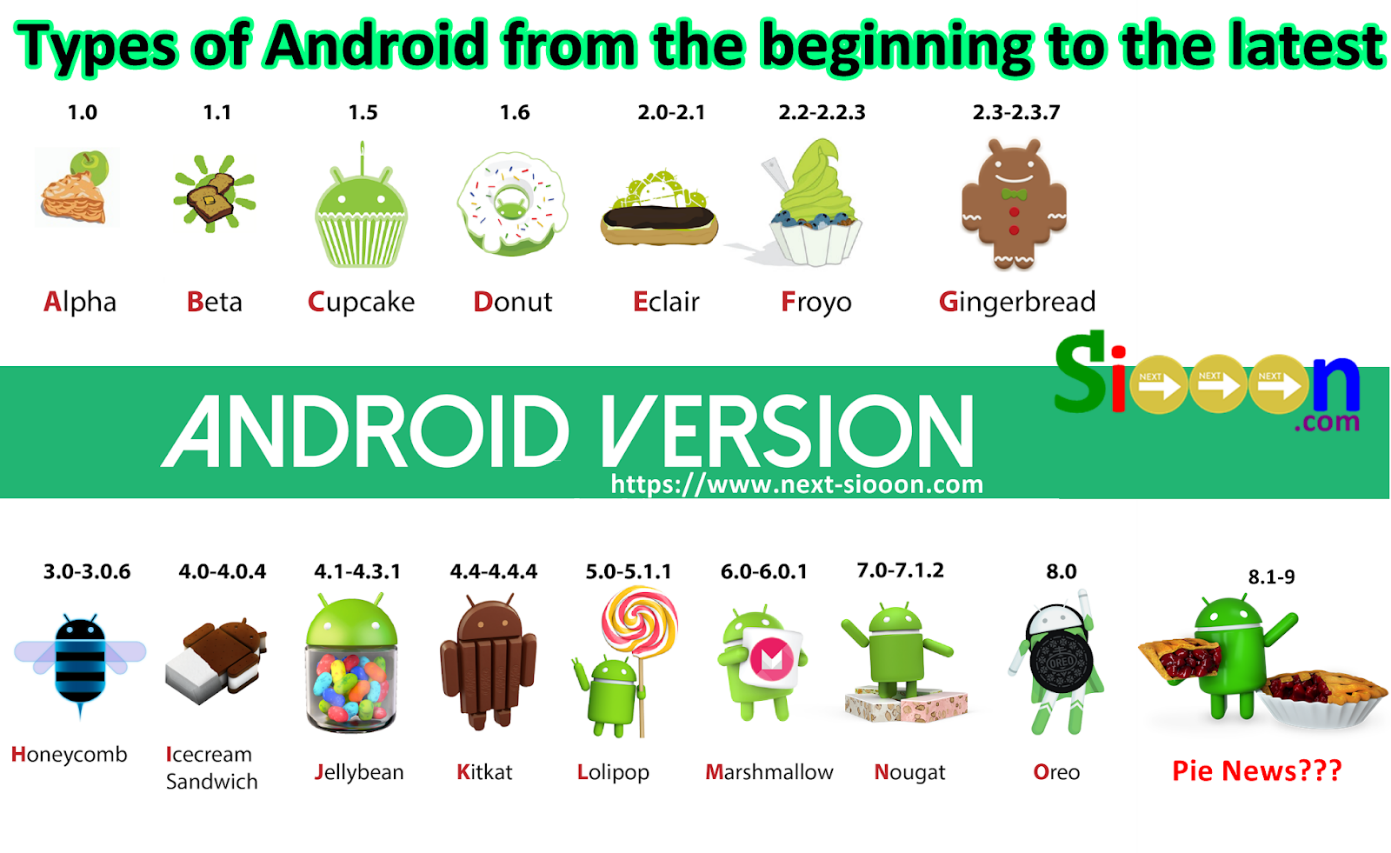 Types of Android from the beginning to the latest
1.0
1.1
1.5
1.6
2.0-2.1
2.2-2.2.3
2.3-2.3.7
Alpha
Beta
Cupcake
Donut
Eclair
Froyo
Gingerbread
Siooon
NEXT
NEXT
NEXT
.com
ANDROID VERSION
https://www.next-siooon.com
3.0-3.0.6
4.0-4.0.4
4.1-4.3.1
4.4-4.4.4
5.0-5.1.1
6.0-6.0.1
7.0-7.1.2
8.0
8.1-9
M
OREO
Honeycomb
Icecream
Sandwich
Jellybean
Kitkat
Lolipop
Marshmallow
Nougat
Oreo
Pie News???